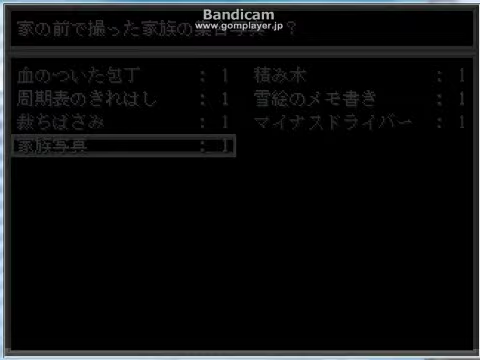 Bandicam
www.gomplayer.jp
家の前で撮った家族の集合写真…?
血のついた包丁 : 1 積み木 : 1
周期表のきれはし : 1 雪絵のメモ書き : 1
裁ちばさみ : 1 マイナスドライバー : 1
家族写真 : 1